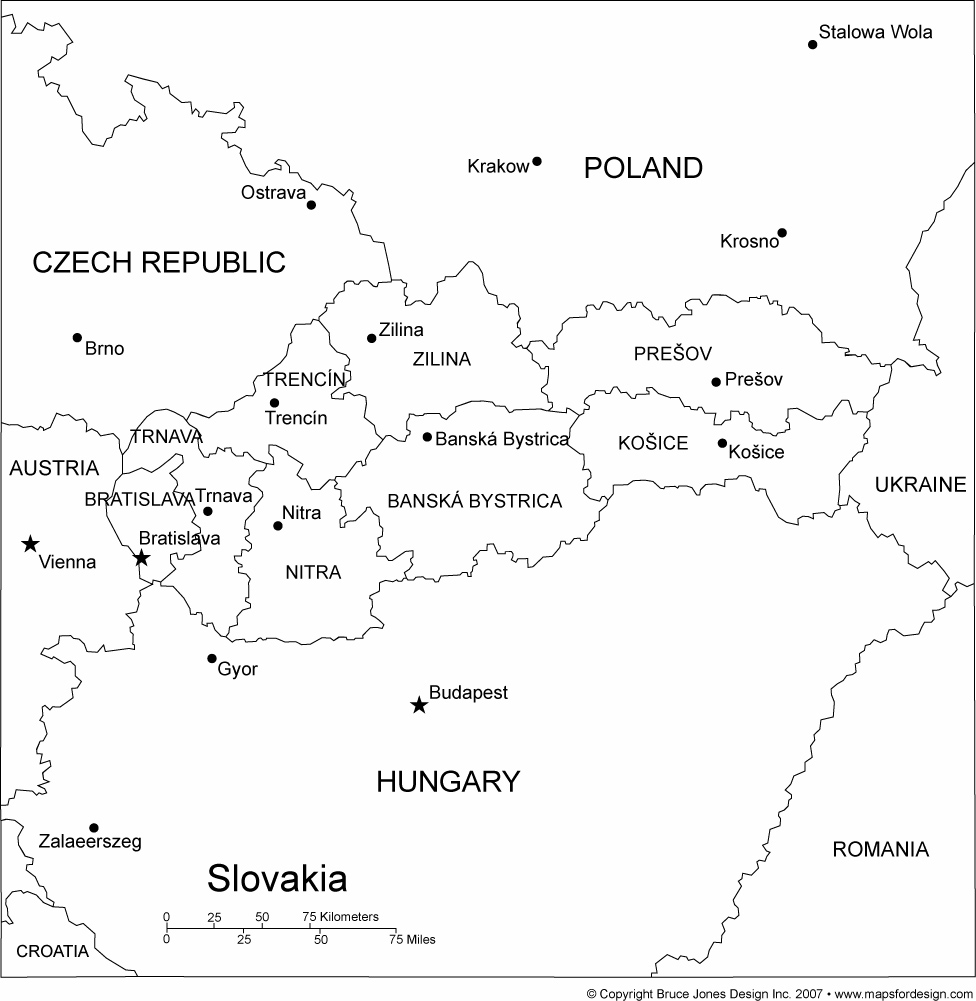 Stalowa Wola
Krakow
POLAND
Ostrava
Krosno
CZECH REPUBLIC
Zilina
Brno
ZILINA
PREŠOV
TRENCÍN
Prešov
Trencín
TRNAVA
Banská Bystrica
KOŠICE
Košice
AUSTRIA
UKRAINE
BRATISLAVA
Trnava
BANSKÁ BYSTRICA
Nitra
Bratislava
Vienna
NITRA
Gyor
Budapest
HUNGARY
Zalaeerszeg
ROMANIA
Slovakia
0 25 50 75 Kilometers
0 25 50 75 Miles
CROATIA
© Copyright Bruce Jones Design Inc. 2007 • www.mapsfordesign.com